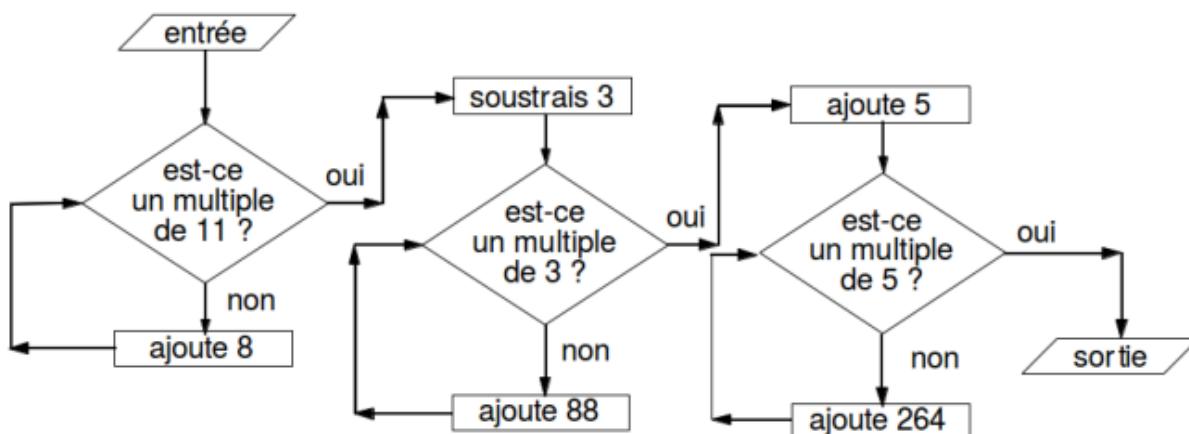 entrée
est-ce
un multiple
de 11 ?
oui
non
ajoute 8
soustrais 3
est-ce
un multiple
de 3 ?
oui
non
ajoute 88
ajoute 5
est-ce
un multiple
de 5 ?
oui
non
ajoute 264
sortie